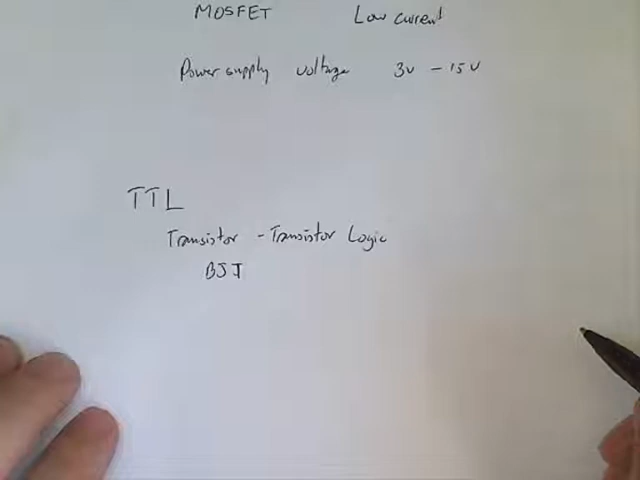 MOSFET Low current
Power supply voltage 3v - 15v
TTL
Transistor - Transistor Logic
BJT